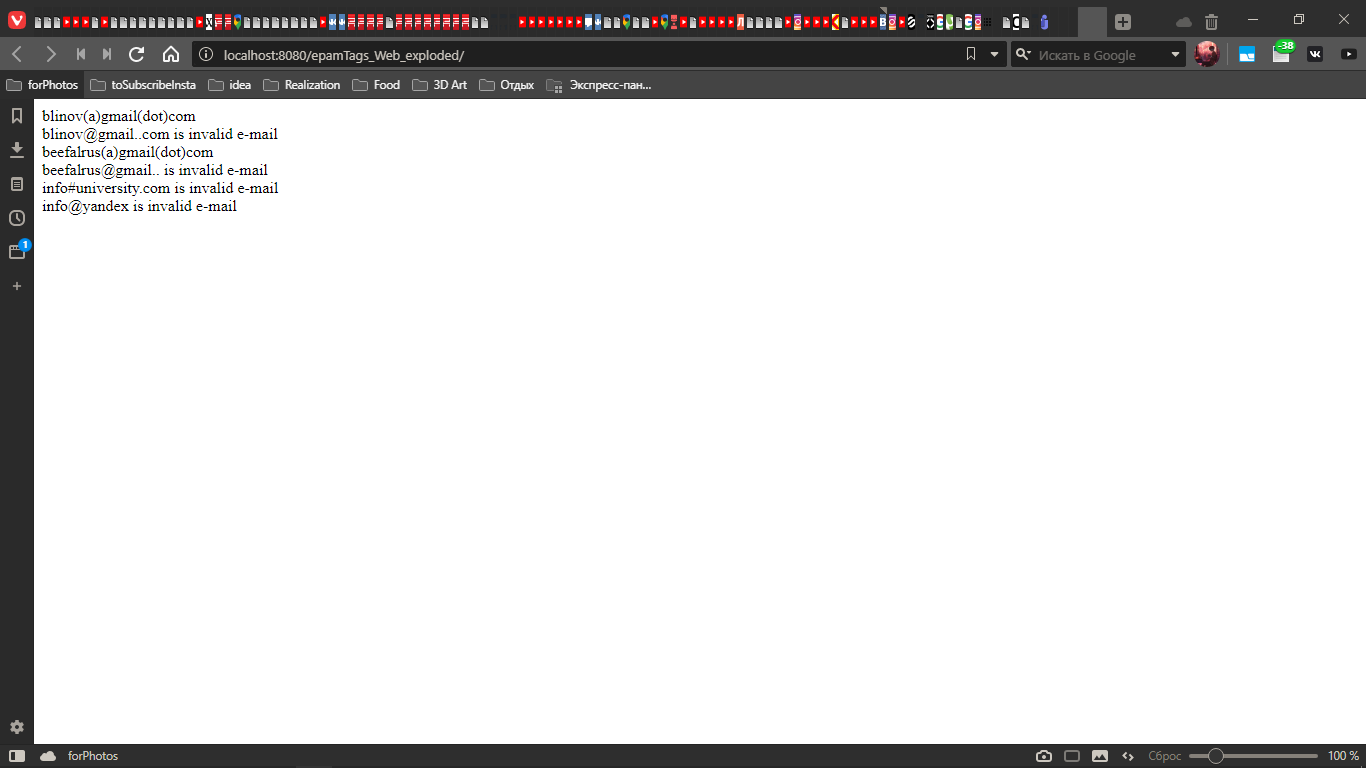 localhost:8080/epamTags_Web_exploded/
Искать в Google
-38
forPhotos
toSubscribeInsta
idea
Realization
Food
3D Art
Отдых
Экспресс-пан...
blinov(a)gmail(dot)com
blinov@gmail..com is invalid e-mail
beefalrus(a)gmail(dot)com
beefalrus@gmail.. is invalid e-mail
info#university.com is invalid e-mail
info@yandex is invalid e-mail
1
forPhotos
Сброс
100 %